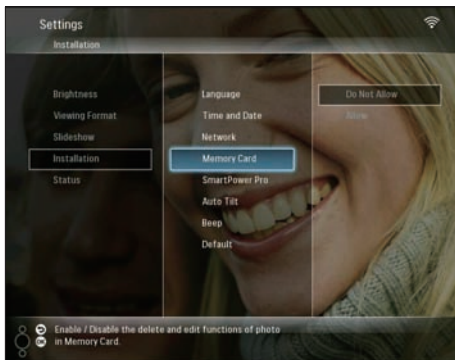 Settings
Installation
Brightness
Viewing Format
Slideshow
Installation
Status
Language
Time and Date
Network
Memory Card
SmartPower Pro
Auto Tilt
Beep
Default
Do Not Allow
Allow
Enable / Disable the delete and edit functions of photo
OK in Memory Card.